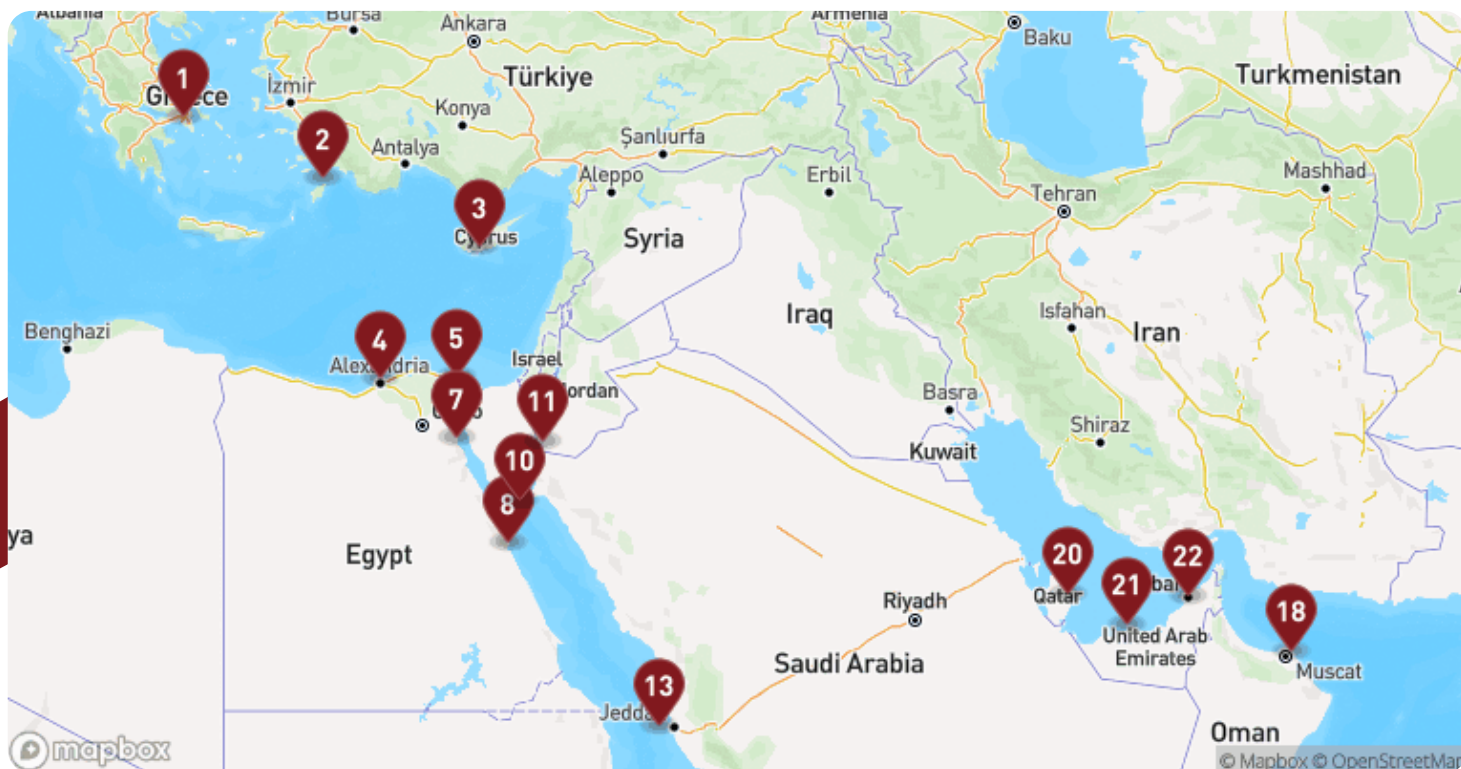 Albania
Bursa
Ankara
Armenia
Baku
Türkiye
Turkmenistan
1
Greece
İzmir
Konya
2
Antalya
Şanlıurfa
Mashhad
Aleppo
Erbil
Tehran
3
Cyprus
Syria
Iraq
Isfahan
Iran
Benghazi
4
5
Israel
Alexandria
7
11
Jordan
Basra
Shiraz
Kuwait
10
8
ya
Egypt
20
22
21
Qatar
bai
Riyadh
18
United Arab
Emirates
Saudi Arabia
Muscat
13
Jedda
Oman
mapbox
© Mapbox © OpenStreetMap